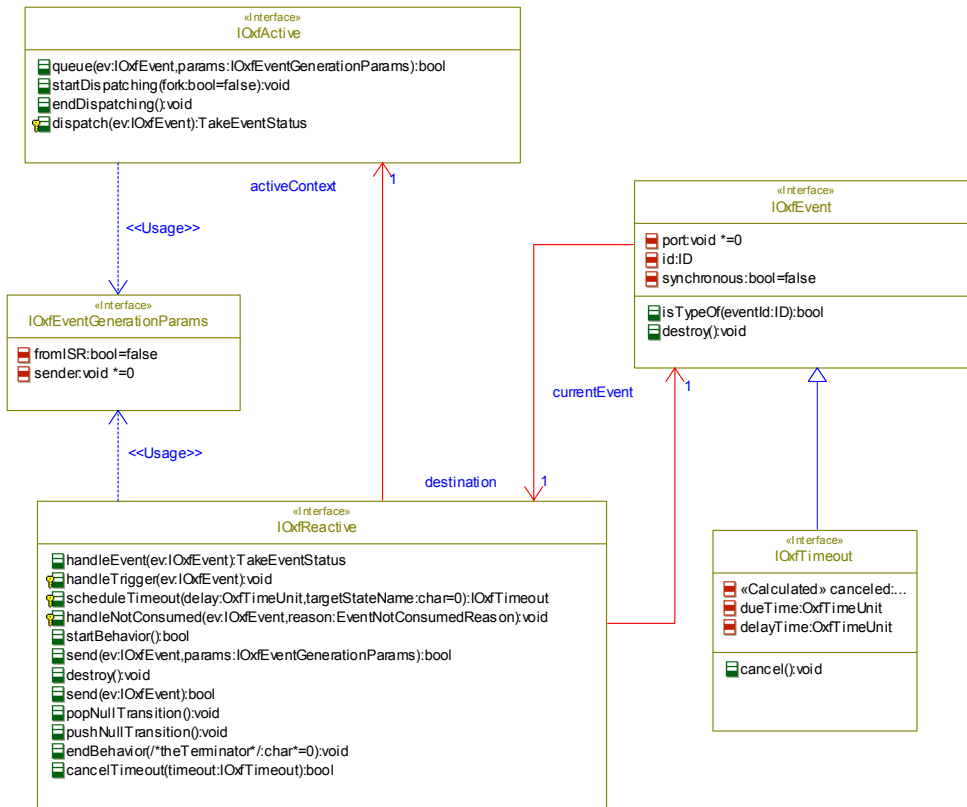 «Interface»
IOxfActive
queue(ev:IOxfEvent,params:IOxfEventGenerationParams):bool
startDispatching(fork:bool=false):void
endDispatching():void
dispatch(ev:IOxfEvent):TakeEventStatus
activeContext
1
<<Usage>>
«Interface»
IOxfEvent
port:void *=0
id:ID
synchronous:bool=false
isTypeOf(eventId:ID):bool
destroy():void
«Interface»
IOxfEventGenerationParams
fromISR:bool=false
sender:void *=0
currentEvent
1
<<Usage>>
destination
1
«Interface»
IOxfReactive
handleEvent(ev:IOxfEvent):TakeEventStatus
handleTrigger(ev:IOxfEvent):void
scheduleTimeout(delay:OxfTimeUnit,targetStateName:char=0):IOxfTimeout
handleNotConsumed(ev:IOxfEvent,reason:EventNotConsumedReason):void
startBehavior():bool
send(ev:IOxfEvent,params:IOxfEventGenerationParams):bool
destroy():void
send(ev:IOxfEvent):bool
popNullTransition():void
pushNullTransition():void
endBehavior(/*theTerminator*/:char*=0):void
cancelTimeout(timeout:IOxfTimeout):bool
«Interface»
IOxfTimeout
«Calculated» canceled:...
dueTime:OxfTimeUnit
delayTime:OxfTimeUnit
cancel():void